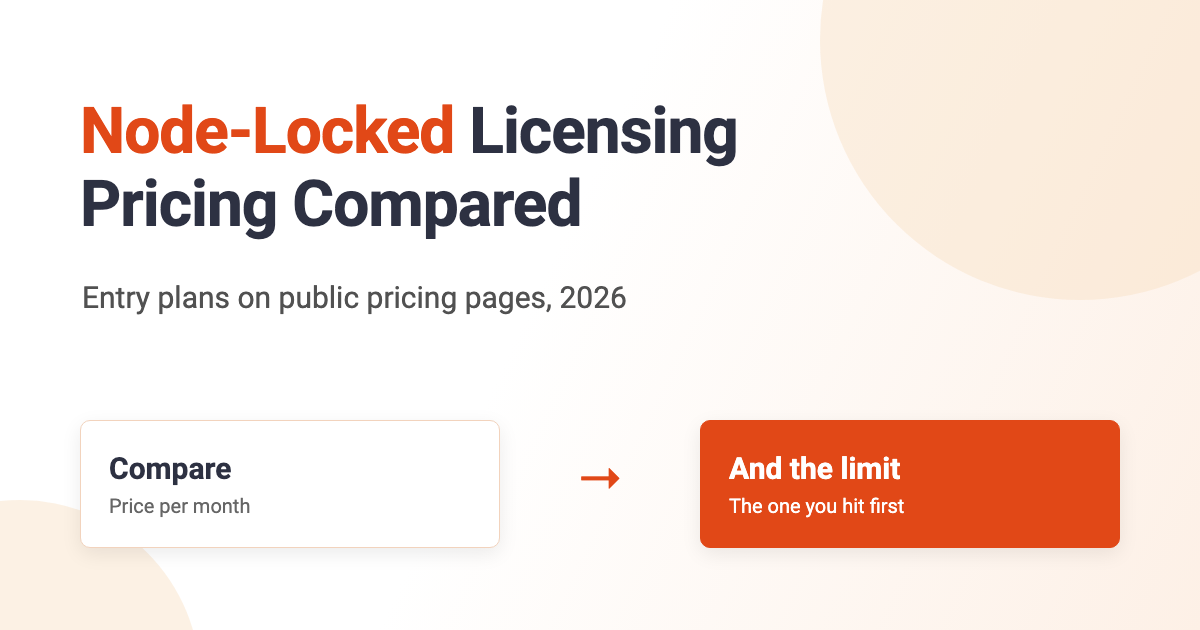 Node-Locked Licensing
Pricing Compared
Entry plans on public pricing pages, 2026
Compare
Price per month
And the limit
The one you hit first